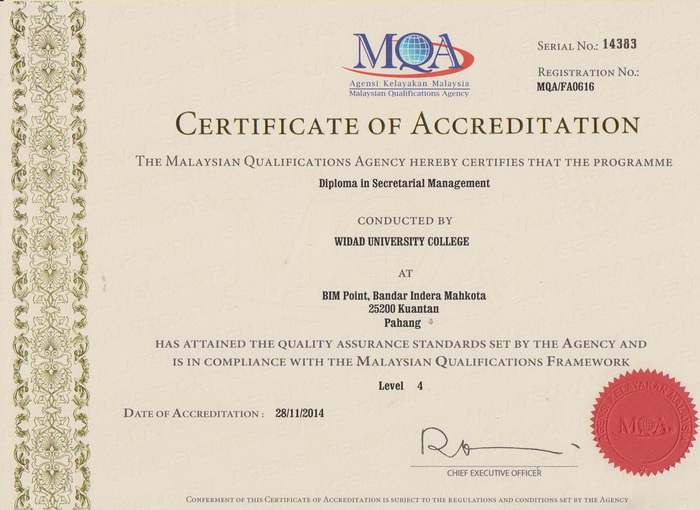 MQA
Agensi Kelayakan Malaysia
Malaysian Qualifications Agency
SERIAL NO.: 14383
REGISTRATION NO.:
MQA/FA0616
CERTIFICATE OF ACCREDITATION
THE MALAYSIAN QUALIFICATIONS AGENCY HEREBY CERTIFIES THAT THE PROGRAMME
Diploma in Secretarial Management
CONDUCTED BY
WIDAD UNIVERSITY COLLEGE
AT
BIM Point, Bandar Indera Mahkota
25200 Kuantan
Pahang
HAS ATTAINED THE QUALITY ASSURANCE STANDARDS SET BY THE AGENCY AND
IS IN COMPLIANCE WITH THE MALAYSIAN QUALIFICATIONS FRAMEWORK
Level 4
DATE OF ACCREDITATION : 28/11/2014
CHIEF EXECUTIVE OFFICER
AGENSI KELAYAKAN MALAYSIA
MQA
CONFERMENT OF THIS CERTIFICATE OF ACCREDITATION IS SUBJECT TO THE REGULATIONS AND CONDITIONS SET BY THE AGENCY